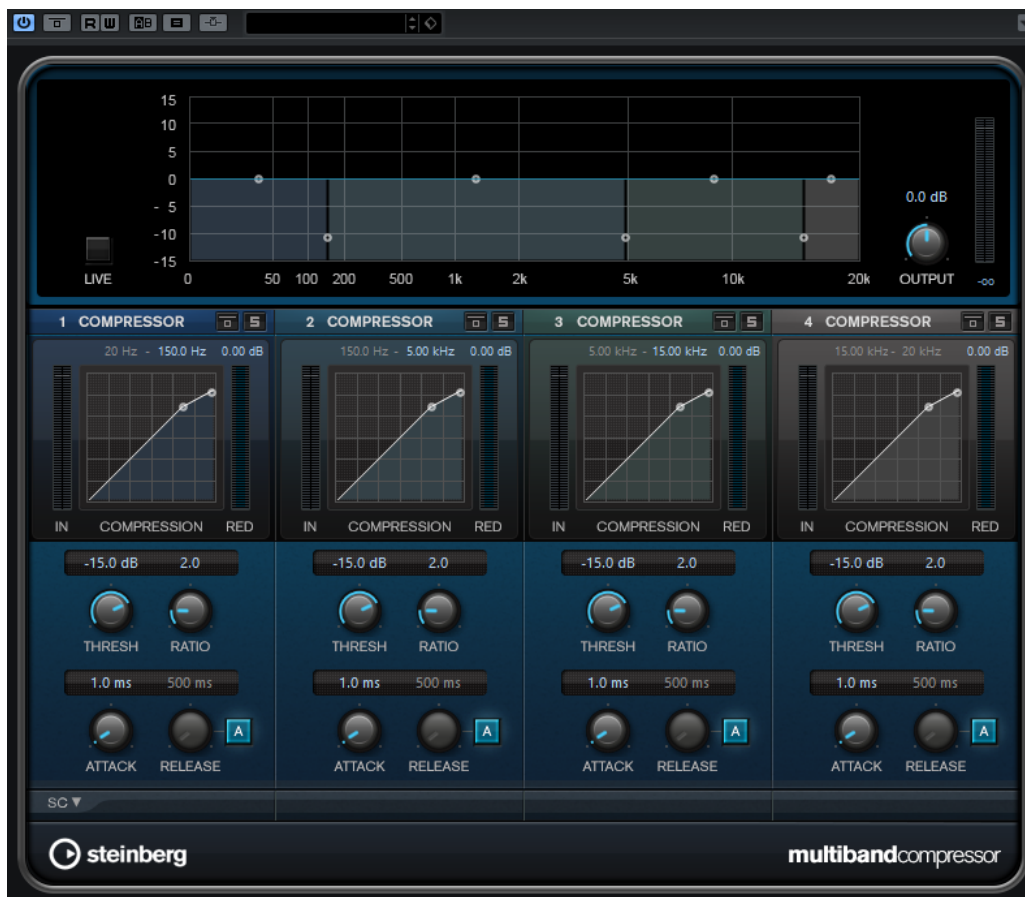 R W A B
15
10
5
0
- 5
-10
-15
0 50 100 200 500 1k 2k 5k 10k 20k
LIVE
0.0 dB
OUTPUT
-∞
1 COMPRESSOR S 2 COMPRESSOR S 3 COMPRESSOR S 4 COMPRESSOR S
20 Hz - 150.0 Hz 0.00 dB 150.0 Hz - 5.00 kHz 0.00 dB 5.00 kHz - 15.00 kHz 0.00 dB 15.00 kHz - 20 kHz 0.00 dB
IN COMPRESSION RED IN COMPRESSION RED IN COMPRESSION RED IN COMPRESSION RED
-15.0 dB 2.0 -15.0 dB 2.0 -15.0 dB 2.0 -15.0 dB 2.0
THRESH RATIO THRESH RATIO THRESH RATIO THRESH RATIO
1.0 ms 500 ms 1.0 ms 500 ms 1.0 ms 500 ms 1.0 ms 500 ms
A A A A
ATTACK RELEASE ATTACK RELEASE ATTACK RELEASE ATTACK RELEASE
SC ▼
steinberg multibandcompressor